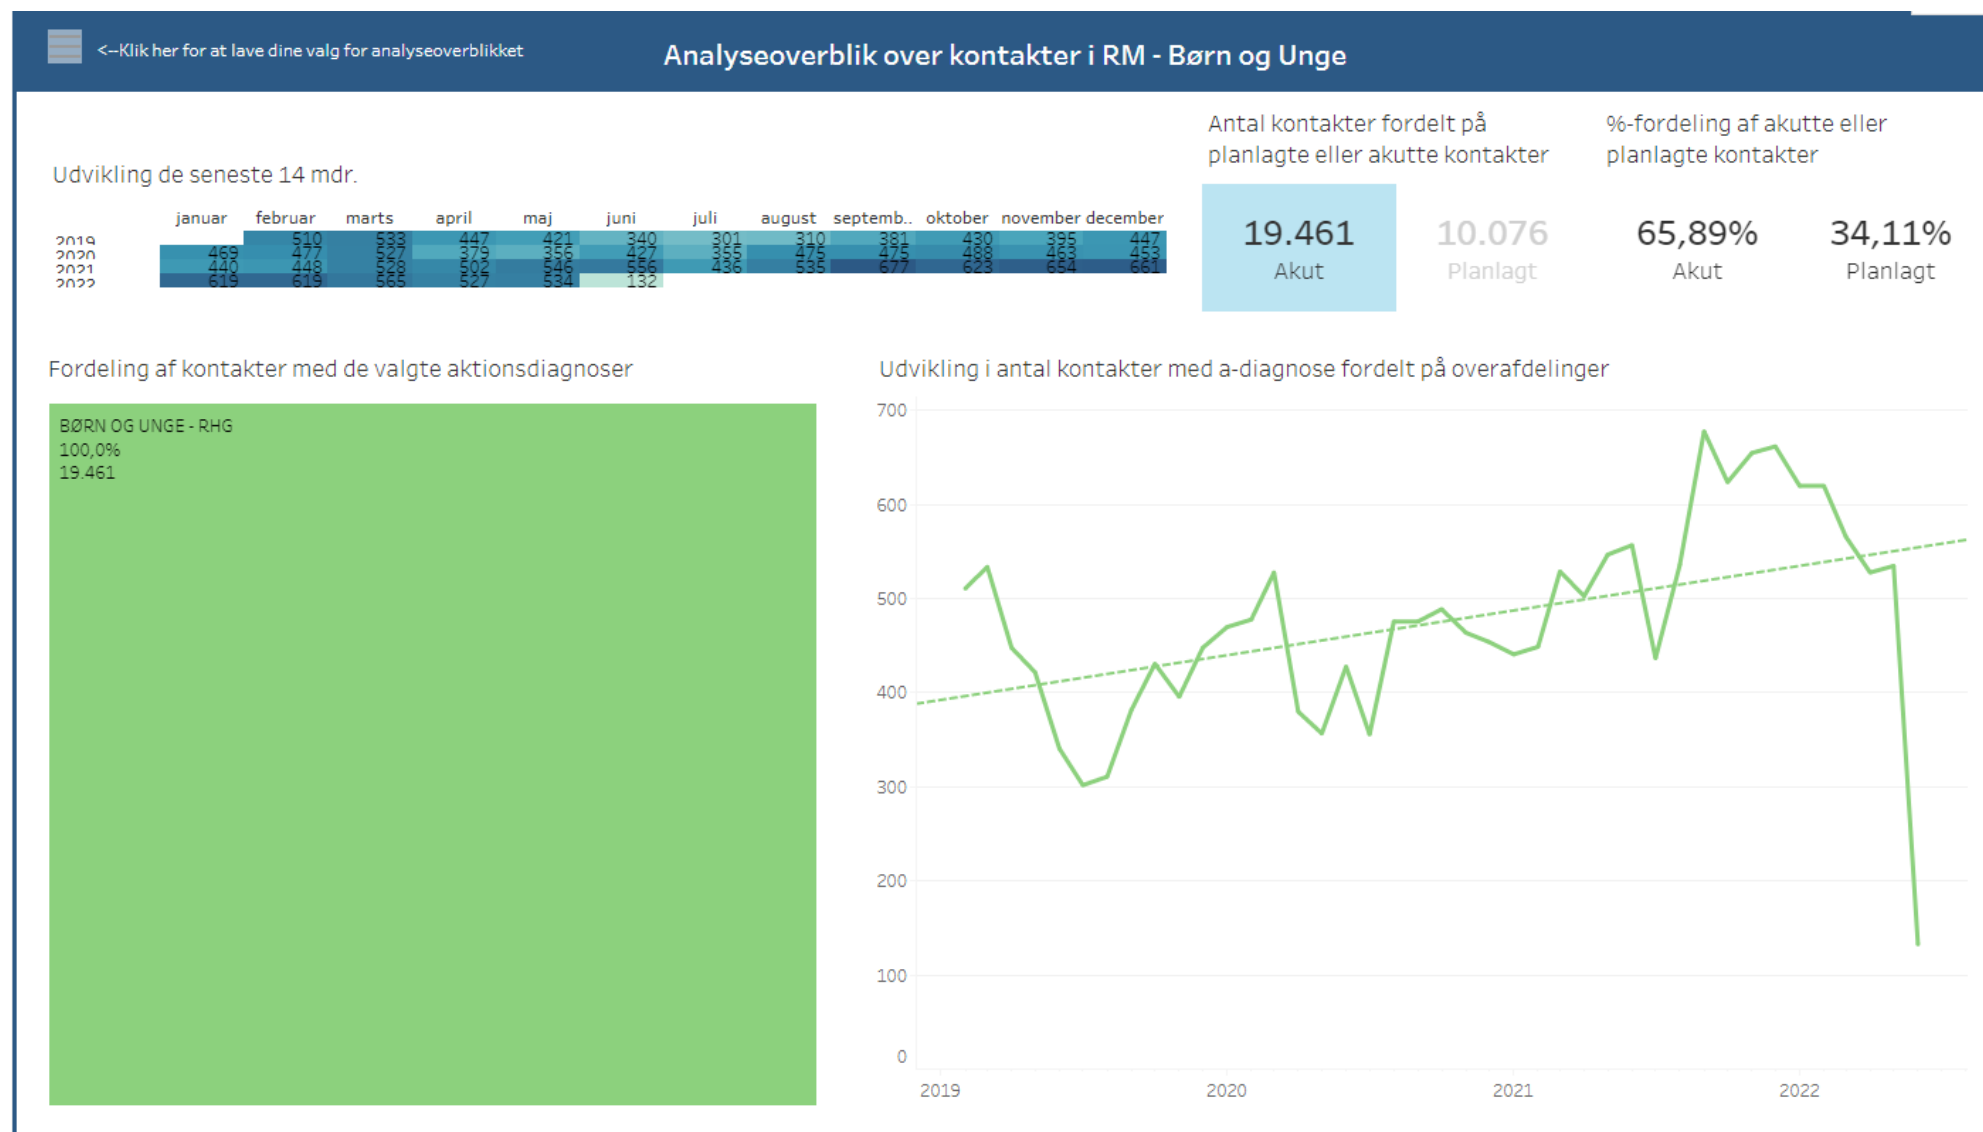 <--Klik her for at lave dine valg for analyseoverblikket
Analyseoverblik over kontakter i RM - Børn og Unge
Udvikling de seneste 14 mdr.
januar februar marts april maj juni juli august septemb.. oktober november december
2019 510 533 447 421 340 301 310 381 430 395 447
2020 469 477 527 379 356 427 355 475 475 488 463 453
2021 440 448 528 502 546 556 436 535 677 623 654 661
2022 619 619 565 527 534 132
Antal kontakter fordelt på
planlagte eller akutte kontakter
19.461 10.076
Akut Planlagt
%-fordeling af akutte eller
planlagte kontakter
65,89% 34,11%
Akut Planlagt
Fordeling af kontakter med de valgte aktionsdiagnoser
BØRN OG UNGE - RHG
100,0%
19.461
Udvikling i antal kontakter med a-diagnose fordelt på overafdelinger
700
600
500
400
300
200
100
0
2019 2020 2021 2022